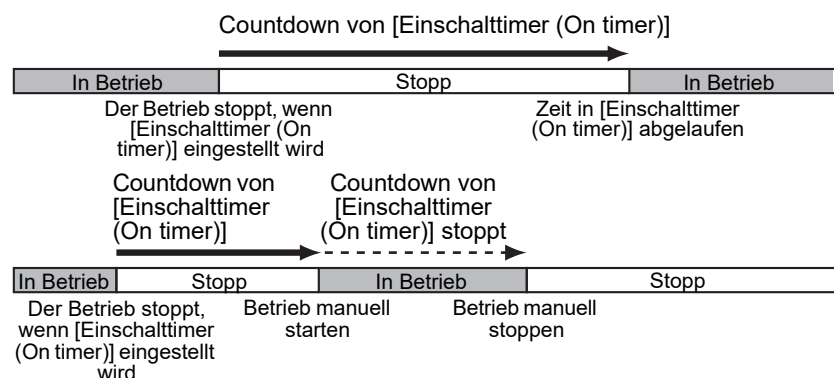 Countdown von [Einschalttimer (On timer)]
In Betrieb
Stopp
In Betrieb
Der Betrieb stoppt, wenn
[Einschalttimer (On
timer)] eingestellt wird
Zeit in [Einschalttimer
(On timer)] abgelaufen
Countdown von
[Einschalttimer
(On timer)]
Countdown von
[Einschalttimer
(On timer)] stoppt
In Betrieb
Stopp
In Betrieb
Stopp
Der Betrieb stoppt,
wenn [Einschalttimer
(On timer)] eingestellt
wird
Betrieb manuell
starten
Betrieb manuell
stoppen